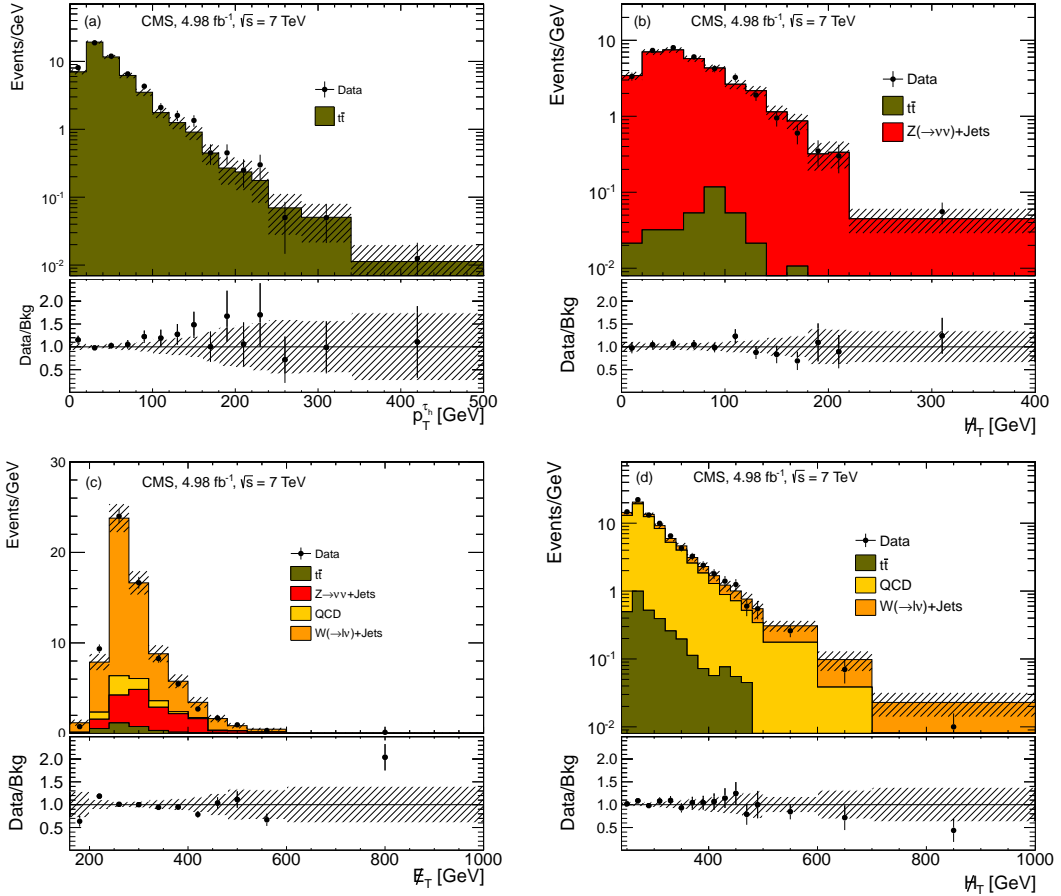 (a) CMS, 4.98 fb⁻¹, √s = 7 TeV
Events/GeV
10
1
10⁻¹
10⁻²
Data
tt̄
Data/Bkg
2.0
1.5
1.0
0.5
0 100 200 300 400 500
p_T^τh [GeV]
(b) CMS, 4.98 fb⁻¹, √s = 7 TeV
Events/GeV
10
1
10⁻¹
10⁻²
Data
tt̄
Z(→νν)+Jets
Data/Bkg
2.0
1.5
1.0
0.5
0 100 200 300 400
H̸_T [GeV]
(c) CMS, 4.98 fb⁻¹, √s = 7 TeV
Events/GeV
30
24
16
8
0
Data
tt̄
Z→νν+Jets
QCD
W(→lν)+Jets
Data/Bkg
2.0
1.5
1.0
0.5
200 400 600 800 1000
E̸_T [GeV]
(d) CMS, 4.98 fb⁻¹, √s = 7 TeV
Events/GeV
10
1
10⁻¹
10⁻²
Data
tt̄
QCD
W(→lν)+Jets
Data/Bkg
2.0
1.5
1.0
0.5
400 600 800 1000
H̸_T [GeV]